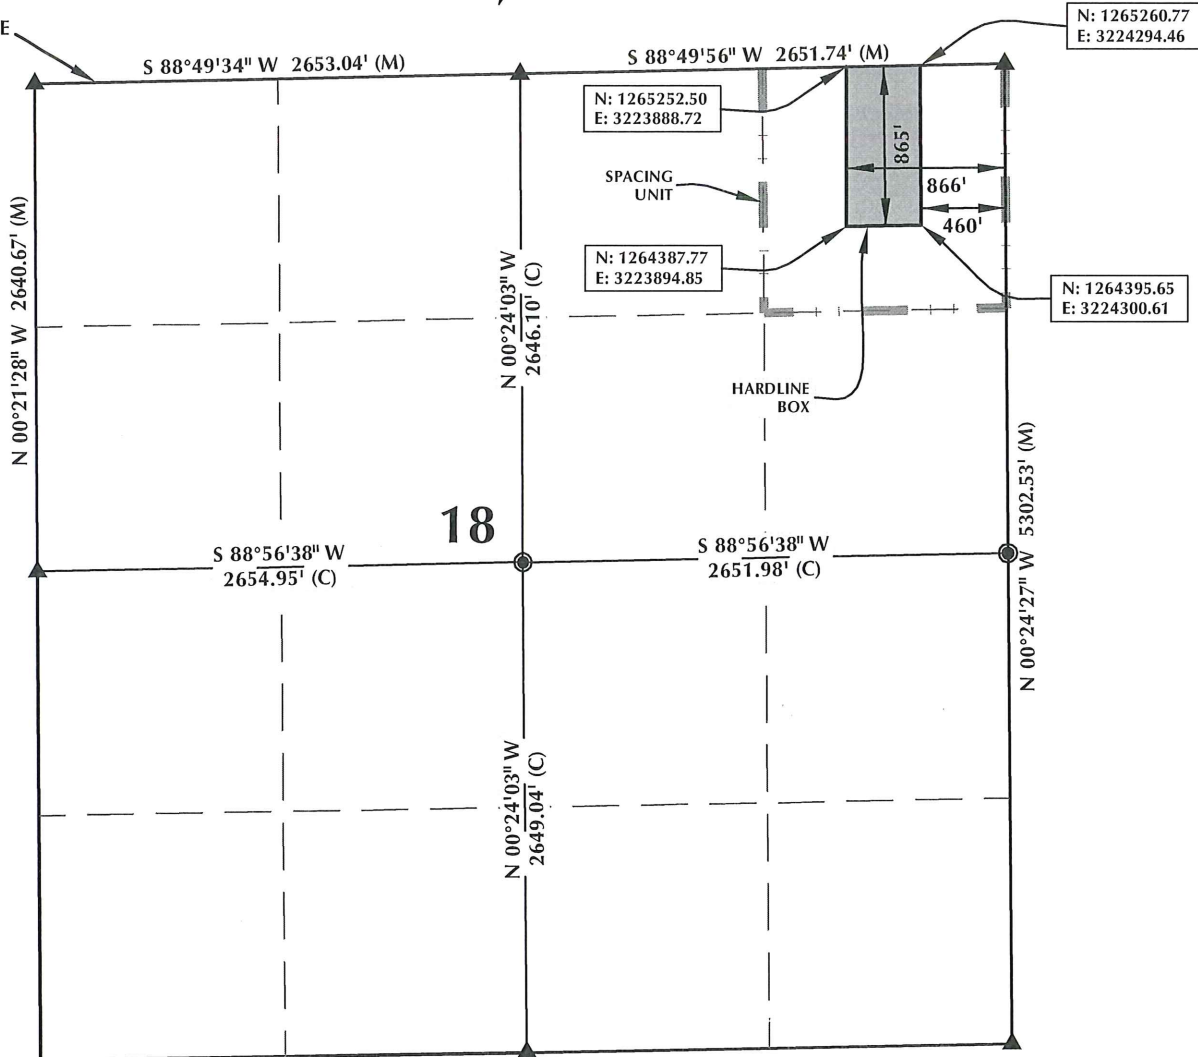 E
N: 1265260.77
E: 3224294.46
S 88°49'34" W 2653.04' (M)
S 88°49'56" W 2651.74' (M)
N: 1265252.50
E: 3223888.72
865'
SPACING
UNIT
866'
460'
N 00°21'28" W 2640.67' (M)
N 00°24'03" W
2646.10' (C)
N: 1264387.77
E: 3223894.85
N: 1264395.65
E: 3224300.61
HARDLINE
BOX
18
N 00°24'27" W 5302.53' (M)
S 88°56'38" W
2654.95' (C)
S 88°56'38" W
2651.98' (C)
N 00°24'03" W
2649.04' (C)